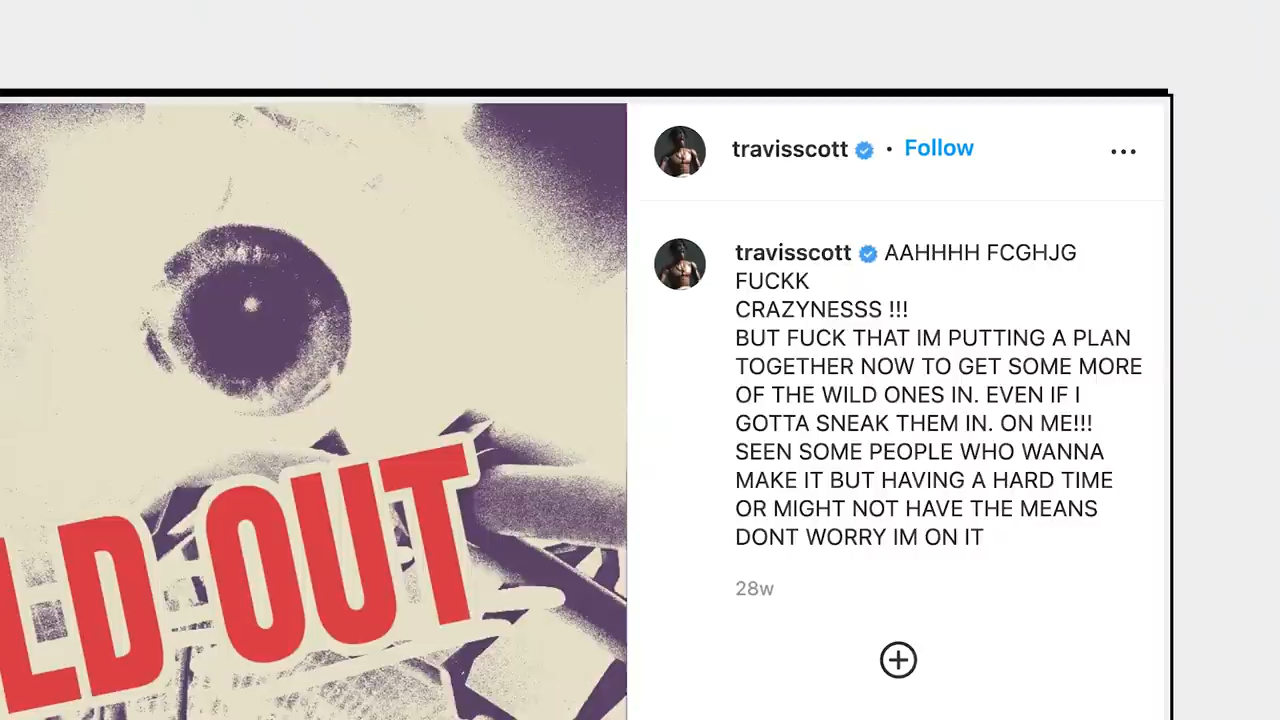 travisscott • Follow
travisscott AAHHHH FCGHJG
FUCKK
CRAZYNESSS !!!
BUT FUCK THAT IM PUTTING A PLAN
TOGETHER NOW TO GET SOME MORE
OF THE WILD ONES IN. EVEN IF I
GOTTA SNEAK THEM IN. ON ME!!!
SEEN SOME PEOPLE WHO WANNA
MAKE IT BUT HAVING A HARD TIME
OR MIGHT NOT HAVE THE MEANS
DONT WORRY IM ON IT
28w
LD OUT